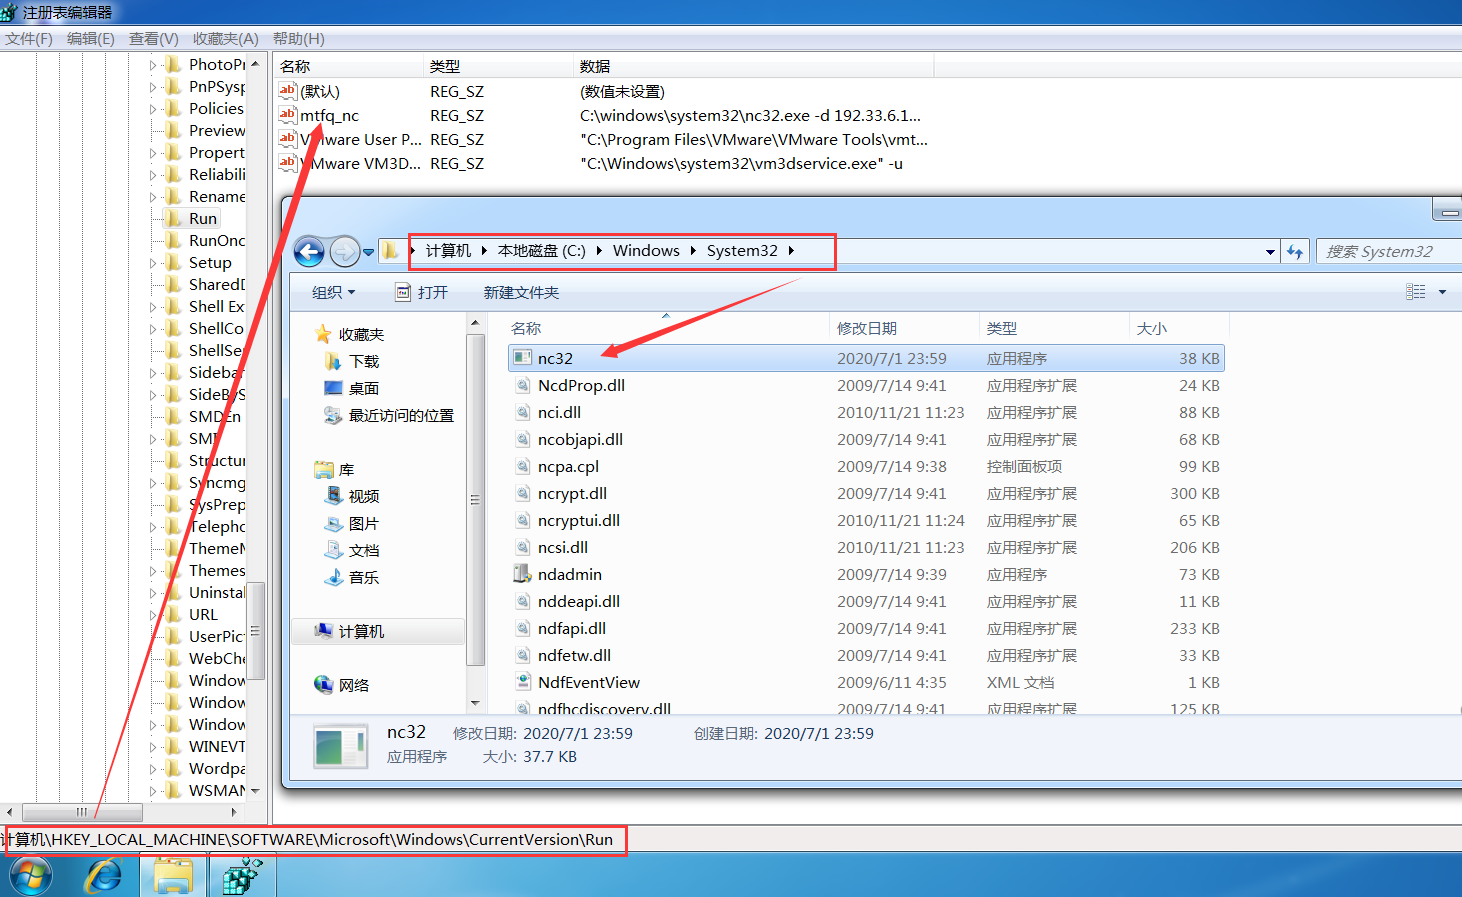 注册表编辑器
文件(F) 编辑(E) 查看(V) 收藏夹(A) 帮助(H)
PhotoPr
PnPSysp
Policies
Preview
Propert
Reliabili
Rename
Run
RunOnc
Setup
SharedD
Shell Ex
ShellCo
ShellSer
Sidebar
SideByS
SMDEn
SMI
Structur
Syncmg
SysPrep
Telepho
ThemeM
Themes
Uninstal
URL
UserPict
WebChe
Window
Window
Window
WINEVT
Wordpa
WSMAN
名称 类型 数据
(默认) REG_SZ (数值未设置)
mtfq_nc REG_SZ C:\windows\system32\nc32.exe -d 192.33.6.1...
VMware User P... REG_SZ "C:\Program Files\VMware\VMware Tools\vmt...
VMware VM3D... REG_SZ "C:\Windows\system32\vm3dservice.exe" -u
计算机 本地磁盘 (C:) Windows System32
搜索 System32
组织 打开 新建文件夹
收藏夹
下载
桌面
最近访问的位置
库
视频
图片
文档
音乐
计算机
网络
名称 修改日期 类型 大小
nc32 2020/7/1 23:59 应用程序 38 KB
NcdProp.dll 2009/7/14 9:41 应用程序扩展 24 KB
nci.dll 2010/11/21 11:23 应用程序扩展 88 KB
ncobjapi.dll 2009/7/14 9:41 应用程序扩展 68 KB
ncpa.cpl 2009/7/14 9:38 控制面板项 99 KB
ncrypt.dll 2009/7/14 9:41 应用程序扩展 300 KB
ncryptui.dll 2010/11/21 11:24 应用程序扩展 65 KB
ncsi.dll 2010/11/21 11:23 应用程序扩展 206 KB
ndadmin 2009/7/14 9:39 应用程序 73 KB
nddeapi.dll 2009/7/14 9:41 应用程序扩展 11 KB
ndfapi.dll 2009/7/14 9:41 应用程序扩展 233 KB
ndfetw.dll 2009/7/14 9:41 应用程序扩展 33 KB
NdfEventView 2009/6/11 4:35 XML 文档 1 KB
ndfhcdiscovery.dll 2009/7/14 9:41 应用程序扩展 125 KB
nc32 修改日期: 2020/7/1 23:59 创建日期: 2020/7/1 23:59
应用程序 大小: 37.7 KB
计算机\HKEY_LOCAL_MACHINE\SOFTWARE\Microsoft\Windows\CurrentVersion\Run